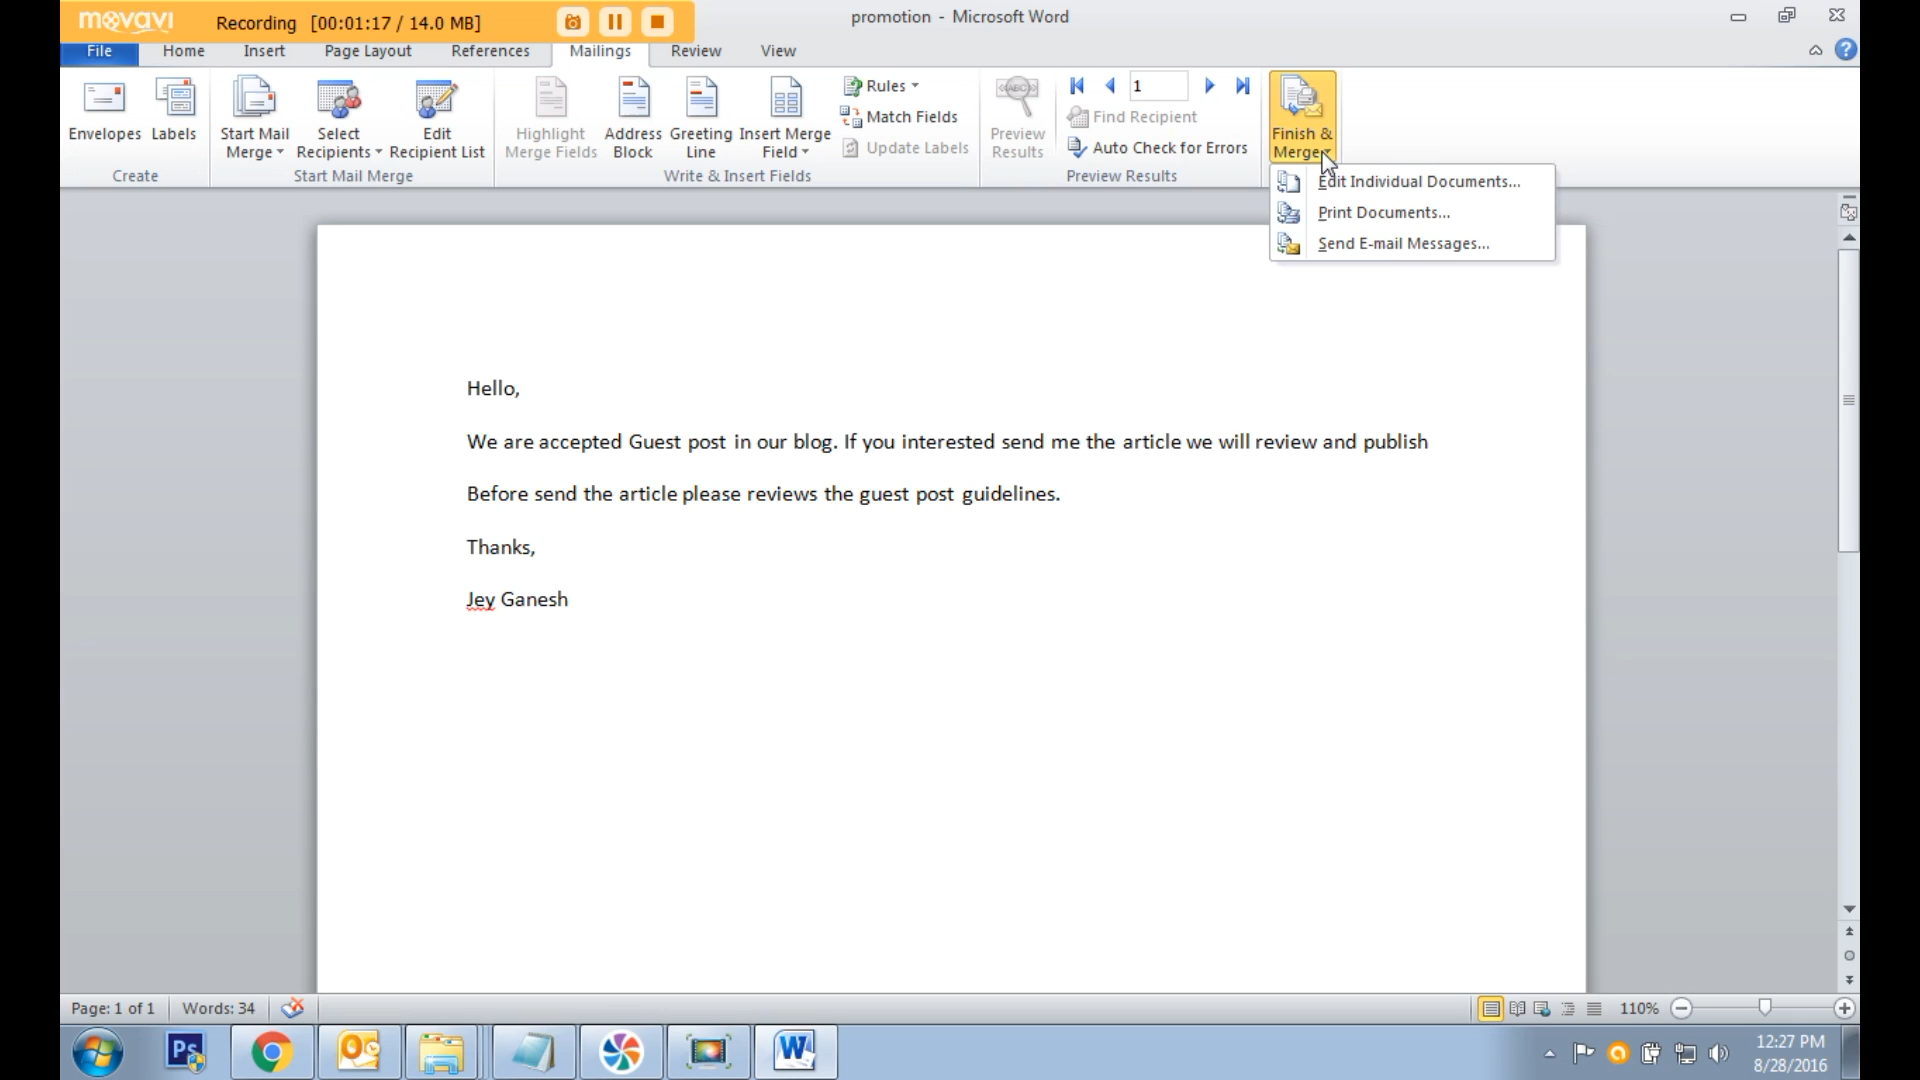 movavi Recording [00:01:17 / 14.0 MB]
promotion - Microsoft Word
File Home Insert Page Layout References Mailings Review View
Envelopes Labels
Create
Start Mail Merge
Select Recipients
Edit Recipient List
Start Mail Merge
Highlight Merge Fields
Address Block
Greeting Line
Insert Merge Field
Rules
Match Fields
Update Labels
Write & Insert Fields
ABC
Preview Results
1
Find Recipient
Auto Check for Errors
Preview Results
Finish & Merge
Edit Individual Documents...
Print Documents...
Send E-mail Messages...
Hello,
We are accepted Guest post in our blog. If you interested send me the article we will review and publish
Before send the article please reviews the guest post guidelines.
Thanks,
Jey Ganesh
Page: 1 of 1 Words: 34 110%
Ps
W
12:27 PM
8/28/2016